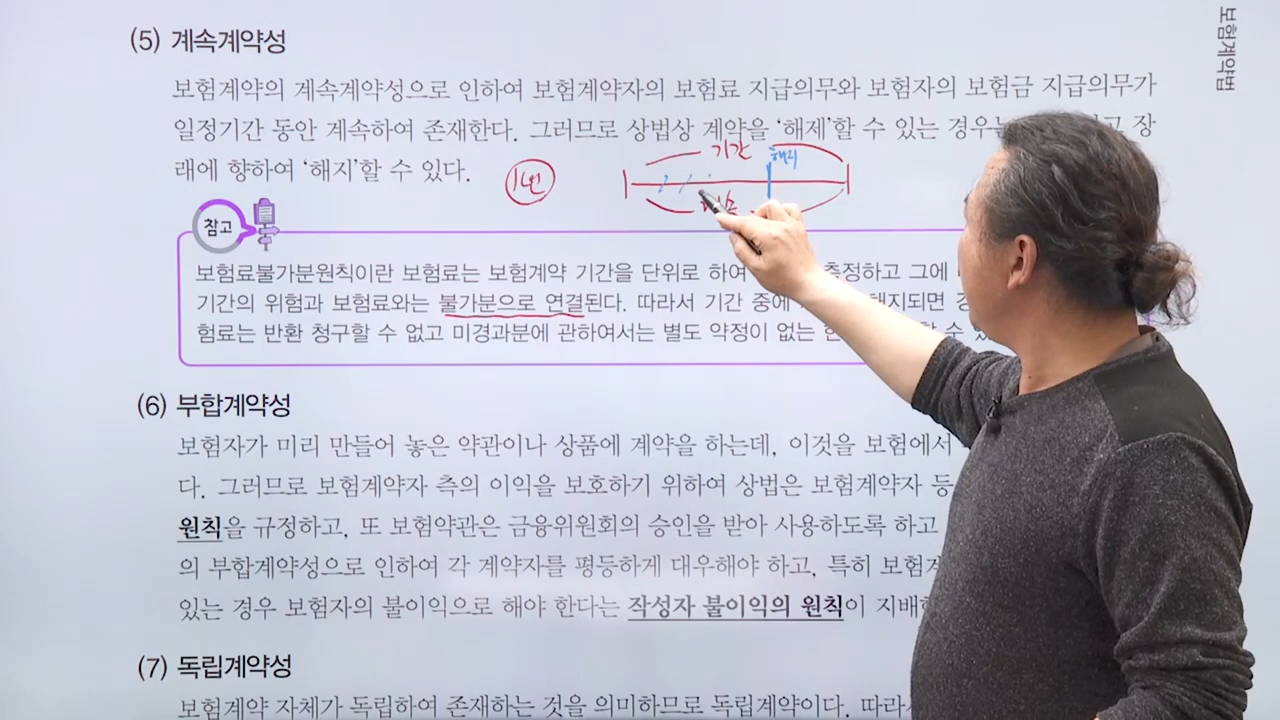 보험계약법
(5) 계속계약성
보험계약의 계속계약성으로 인하여 보험계약자의 보험료 지급의무와 보험자의 보험금 지급의무가
일정기간 동안 계속하여 존재한다. 그러므로 상법상 계약을 ‘해제’할 수 있는 경우 장
래에 향하여 ‘해지’할 수 있다.
1년
기간
해지
참고
보험료불가분원칙이란 보험료는 보험계약 기간을 단위로 하여 측정하고 그에
기간의 위험과 보험료와는 불가분으로 연결된다. 따라서 기간 중에 해지되면
험료는 반환 청구할 수 없고 미경과분에 관하여서는 별도 약정이 없는 수
(6) 부합계약성
보험자가 미리 만들어 놓은 약관이나 상품에 계약을 하는데, 이것을 보험에서
다. 그러므로 보험계약자 측의 이익을 보호하기 위하여 상법은 보험계약자 등
원칙을 규정하고, 또 보험약관은 금융위원회의 승인을 받아 사용하도록 하고
의 부합계약성으로 인하여 각 계약자를 평등하게 대우해야 하고, 특히
있는 경우 보험자의 불이익으로 해야 한다는 작성자 불이익의 원칙이
(7) 독립계약성
보험계약 자체가 독립하여 존재하는 것을 의미하므로 독립계약이다.